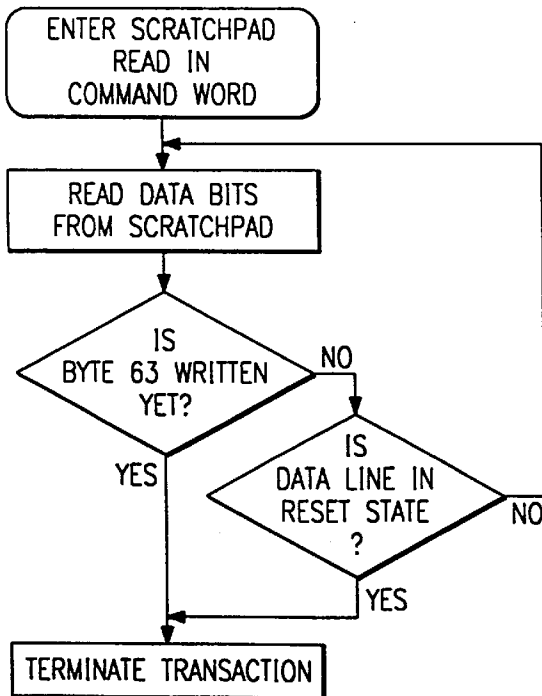 ENTER SCRATCHPAD
READ IN
COMMAND WORD
READ DATA BITS
FROM SCRATCHPAD
IS
BYTE 63 WRITTEN
YET?
NO
YES
IS
DATA LINE IN
RESET STATE
?
NO
YES
TERMINATE TRANSACTION